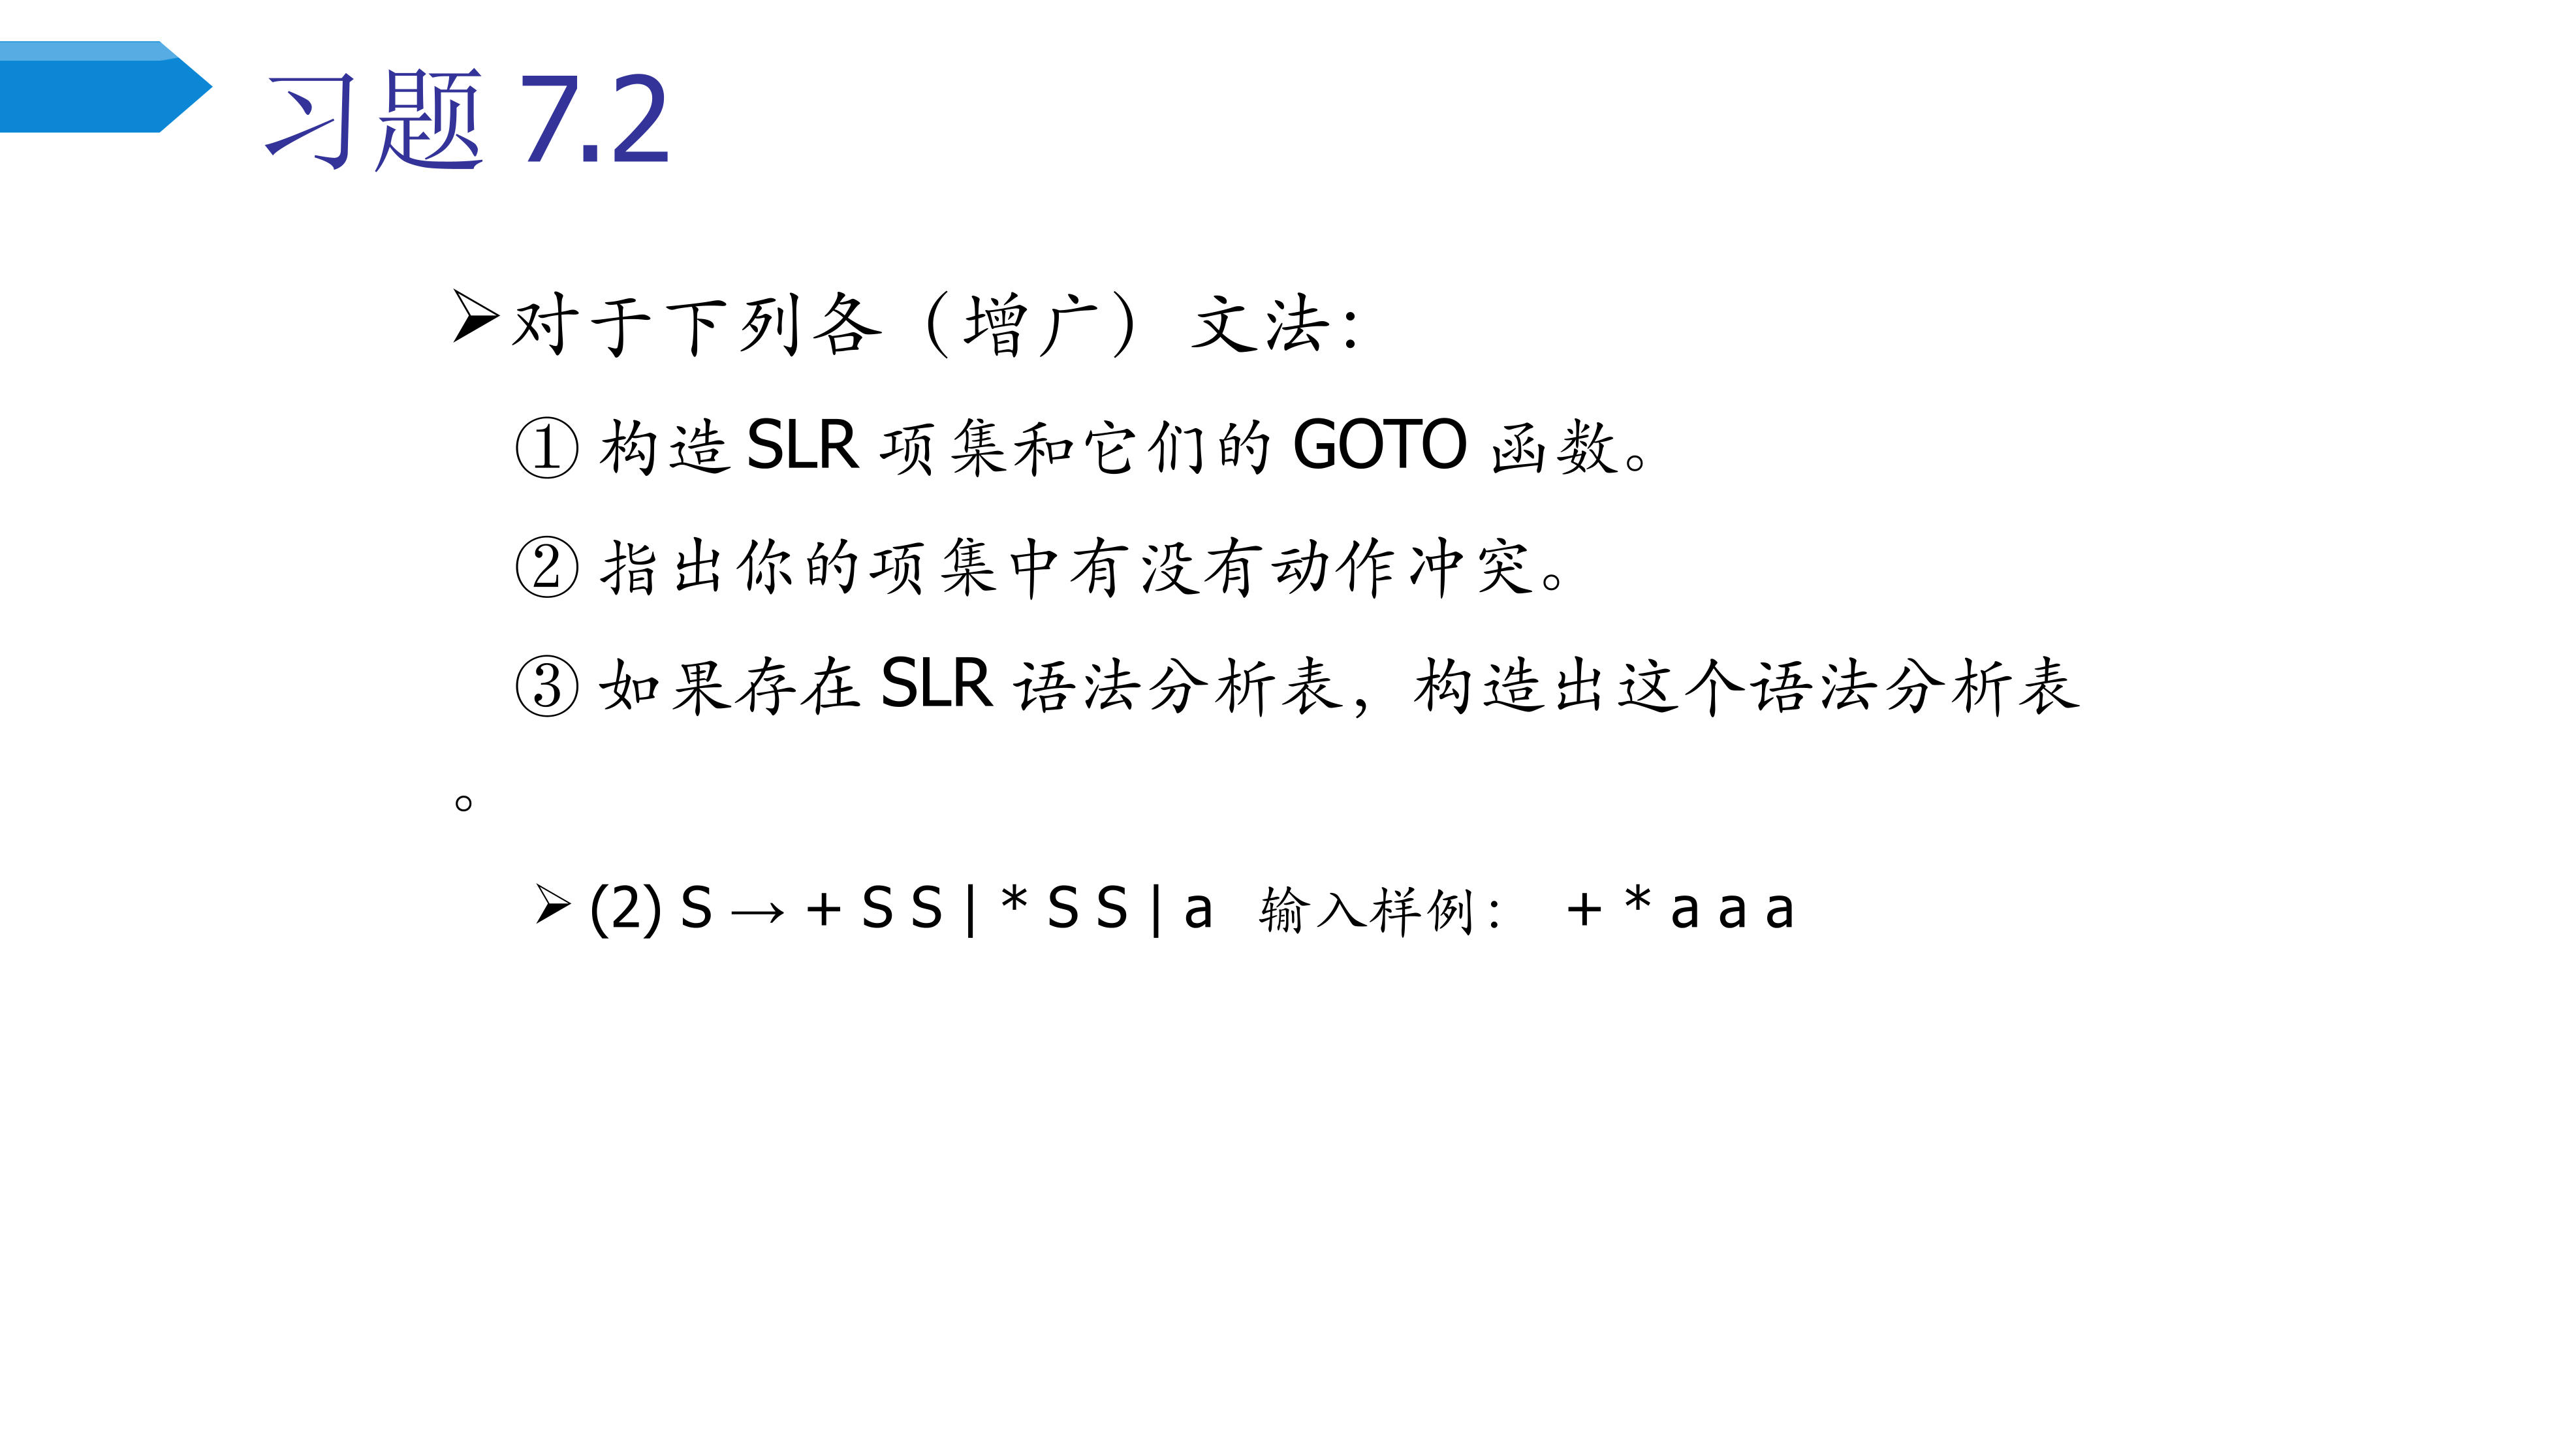 习题 7.2
➢对于下列各（增广）文法：
① 构造 SLR 项集和它们的 GOTO 函数。
② 指出你的项集中有没有动作冲突。
③ 如果存在 SLR 语法分析表，构造出这个语法分析表
。
➢ (2) S → + S S | * S S | a 输入样例： + * a a a